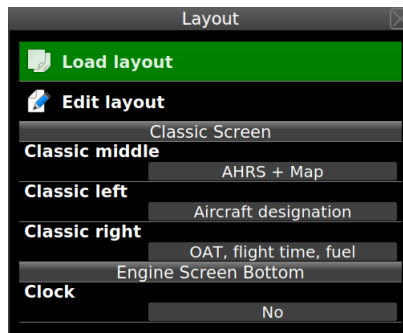 Layout
Load layout
Edit layout
Classic Screen
Classic middle
AHRS + Map
Classic left
Aircraft designation
Classic right
OAT, flight time, fuel
Engine Screen Bottom
Clock
No